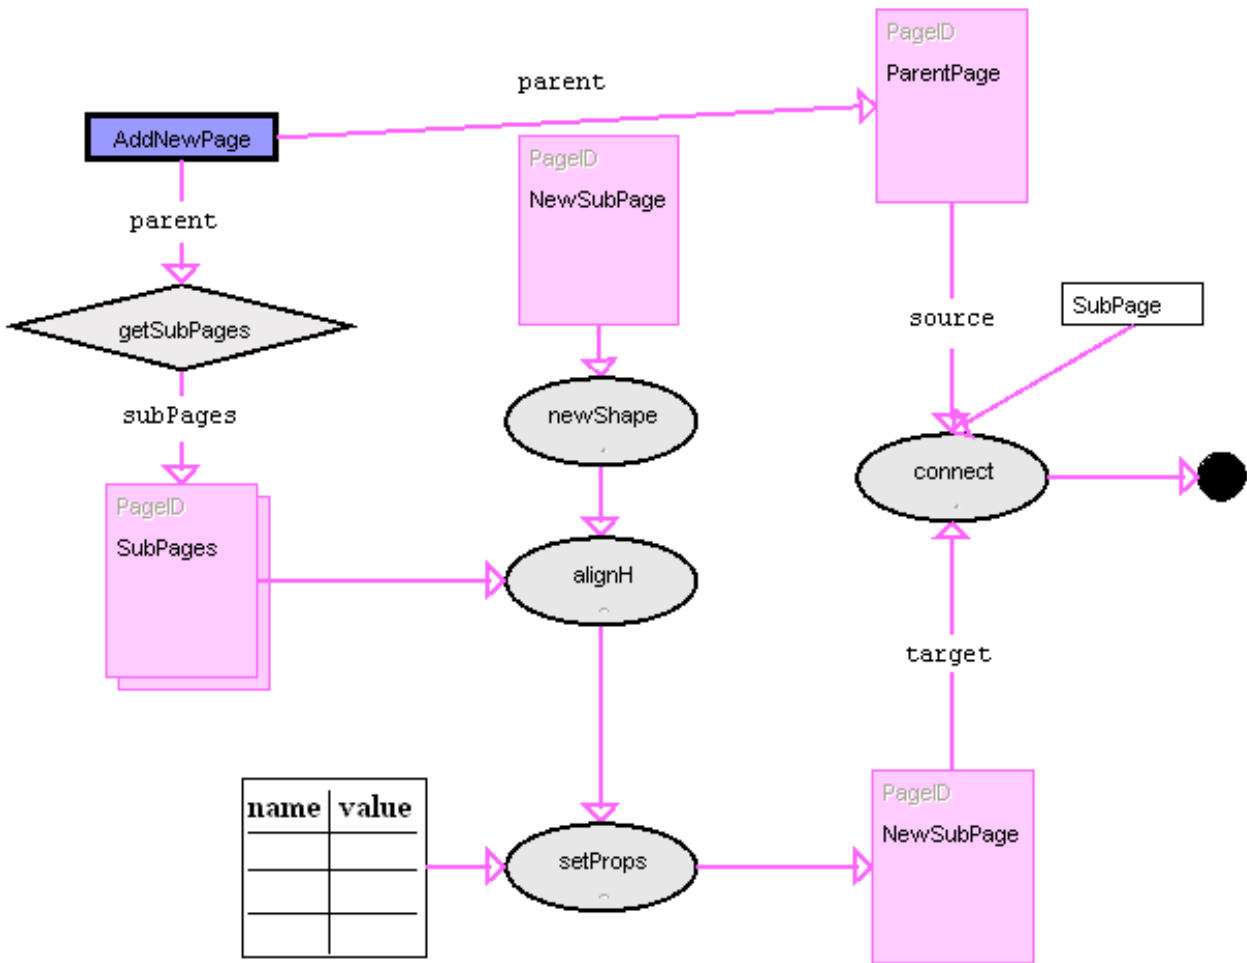 PageID
ParentPage
parent
AddNewPage
PageID
NewSubPage
parent
SubPage
source
getSubPages
subPages
newShape
connect
PageID
SubPages
alignH
target
name value
PageID
NewSubPage
setProps